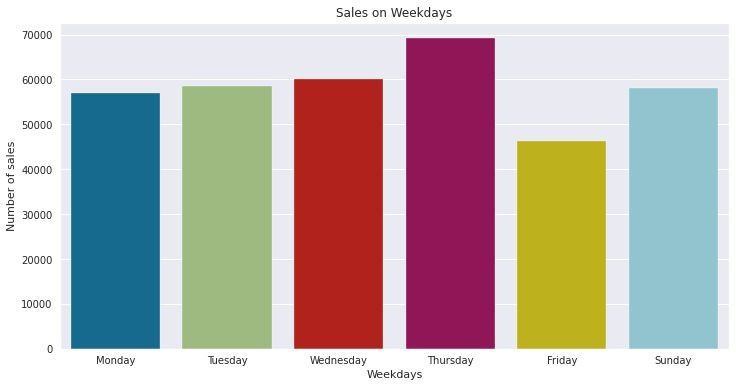 Sales on Weekdays
Number of sales
70000
60000
50000
40000
30000
20000
10000
0
Monday Tuesday Wednesday Thursday Friday Sunday
Weekdays